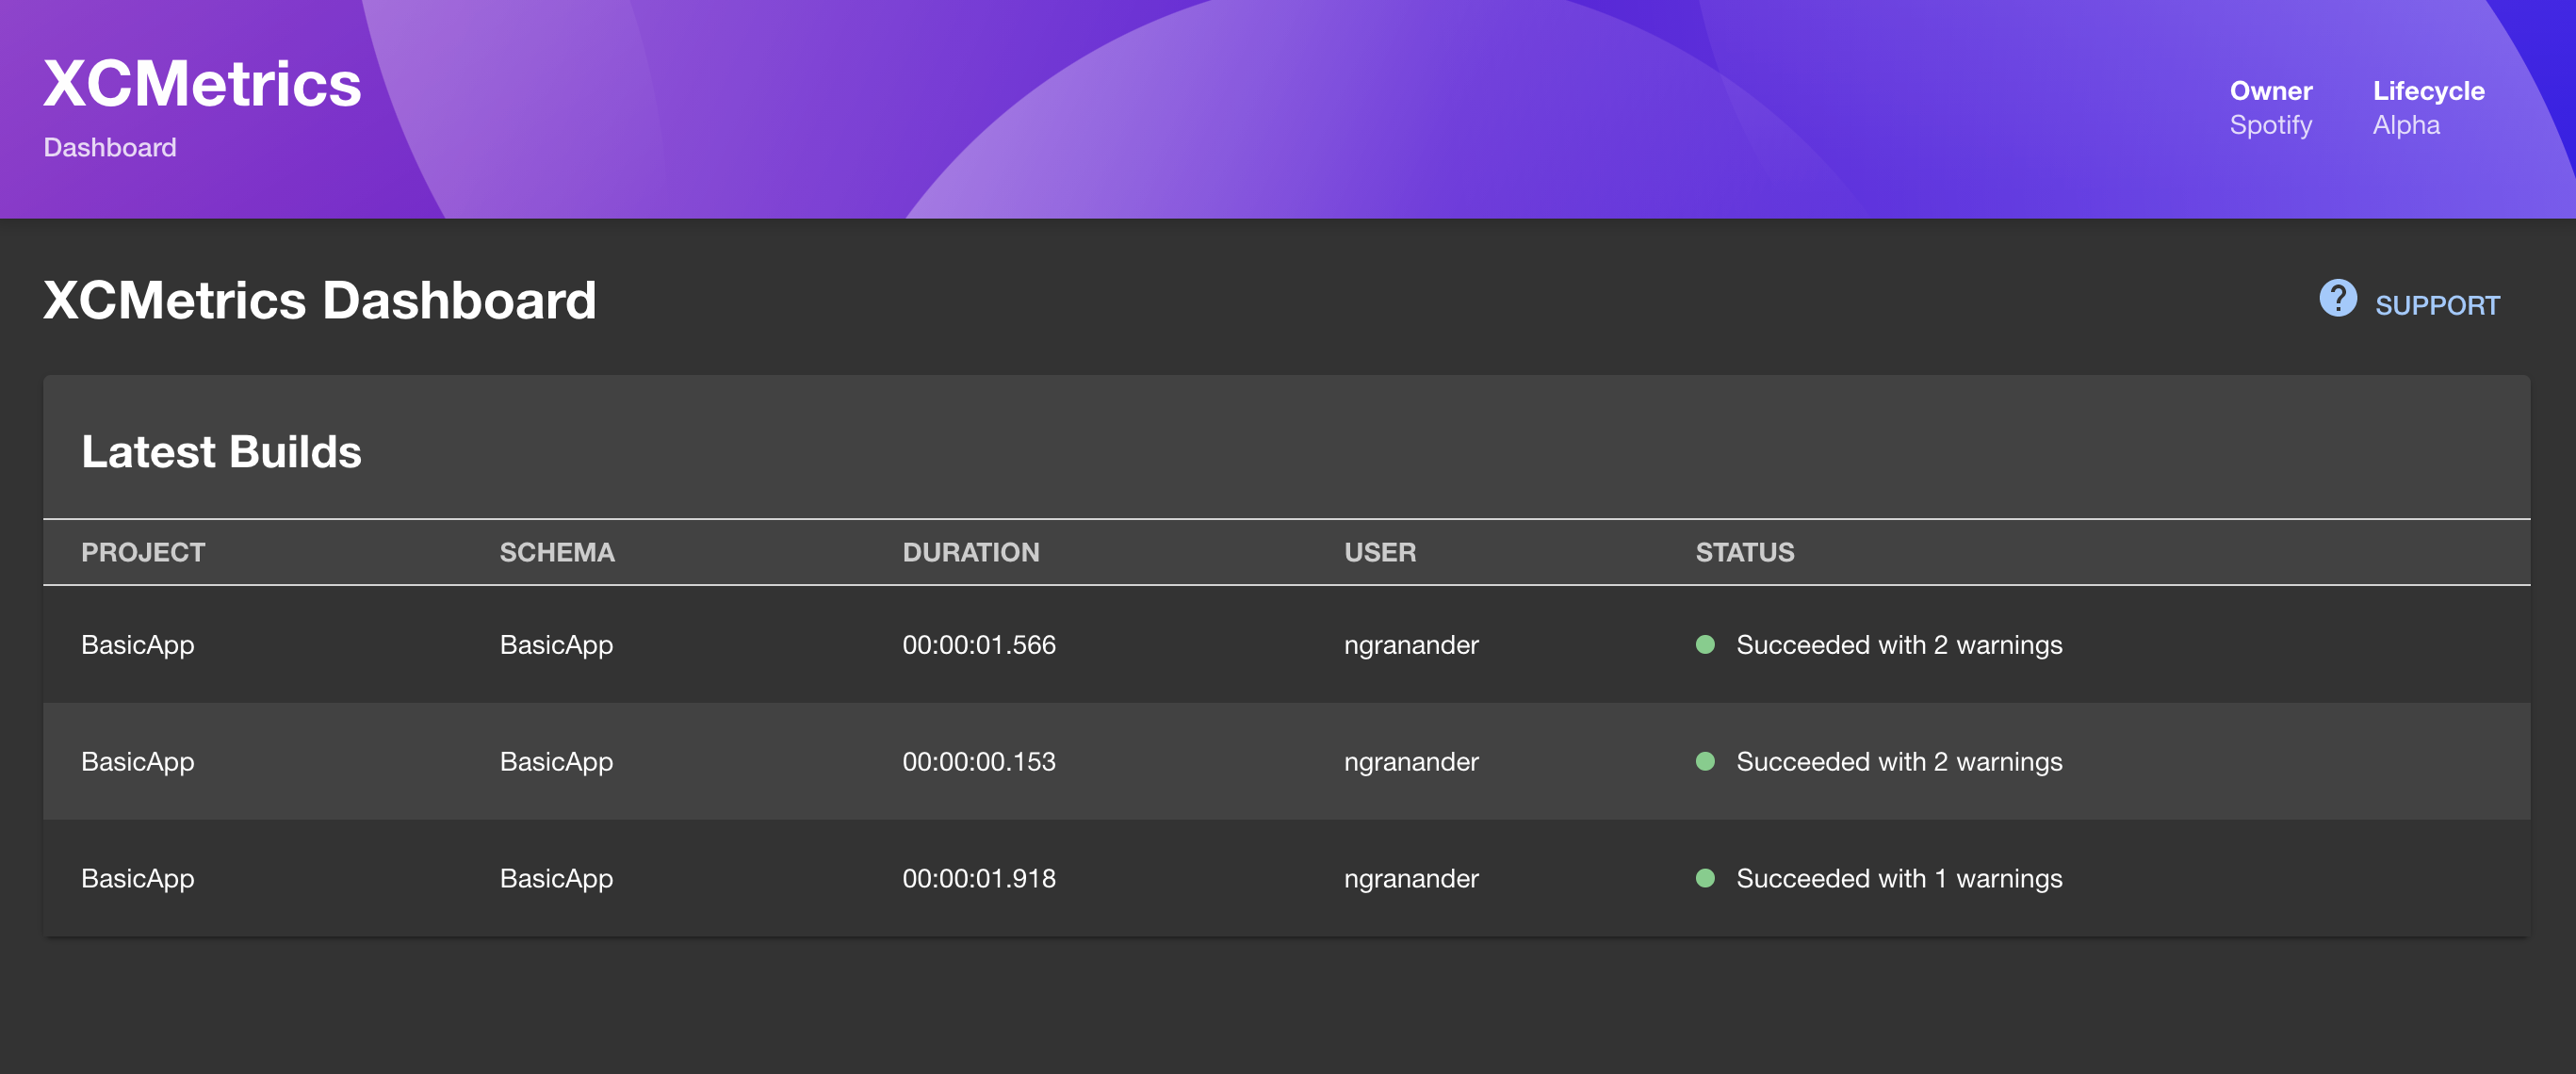 XCMetrics
Dashboard
Owner Lifecycle
Spotify Alpha
XCMetrics Dashboard
SUPPORT
Latest Builds
PROJECT SCHEMA DURATION USER STATUS
BasicApp BasicApp 00:00:01.566 ngranander Succeeded with 2 warnings
BasicApp BasicApp 00:00:00.153 ngranander Succeeded with 2 warnings
BasicApp BasicApp 00:00:01.918 ngranander Succeeded with 1 warnings